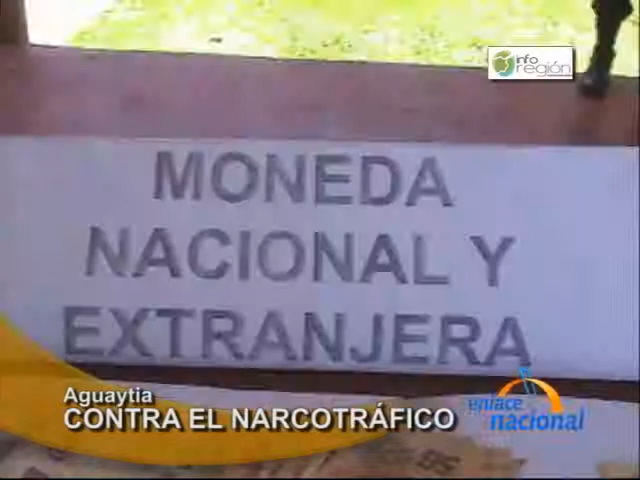 info
región
MONEDA
NACIONAL Y
EXTRANJERA
Aguaytia
CONTRA EL NARCOTRÁFICO
enlace
nacional